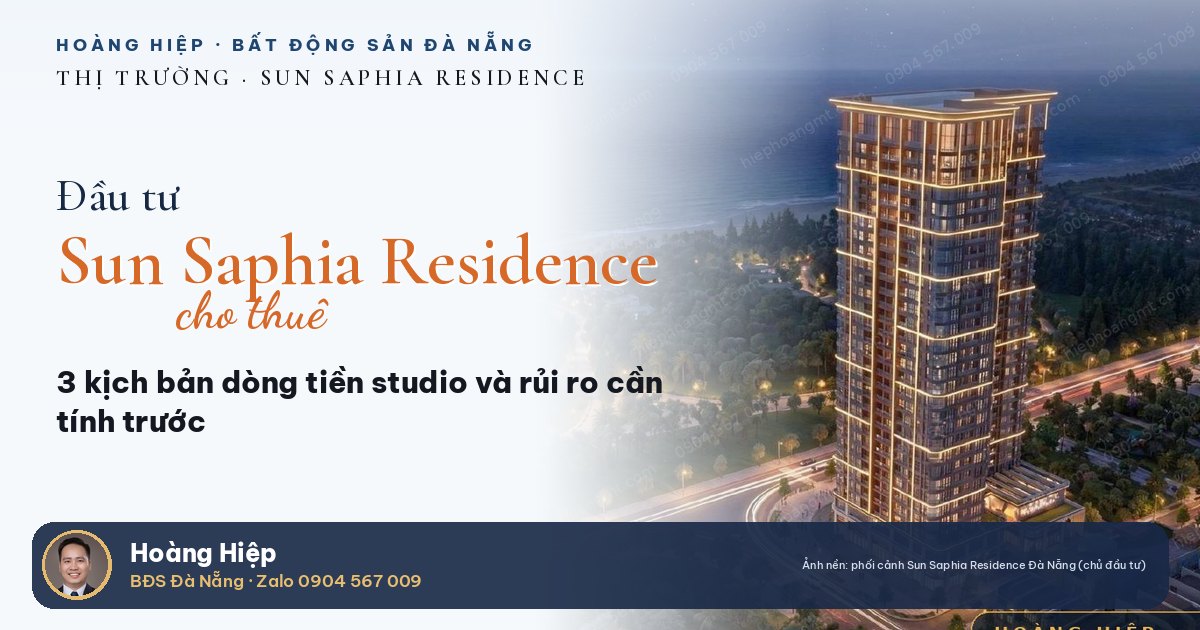 HOÀNG HIỆP · BẤT ĐỘNG SẢN ĐÀ NẴNG
THỊ TRƯỜNG · SUN SAPHIA RESIDENCE
Đầu tư
Sun Saphia Residence
cho thuê
3 kịch bản dòng tiền studio và rủi ro cần
tính trước
Hoàng Hiệp
BĐS Đà Nẵng · Zalo 0904 567 009
Ảnh nền: phối cảnh Sun Saphia Residence Đà Nẵng (chủ đầu tư)
HOÀNG HIỆP